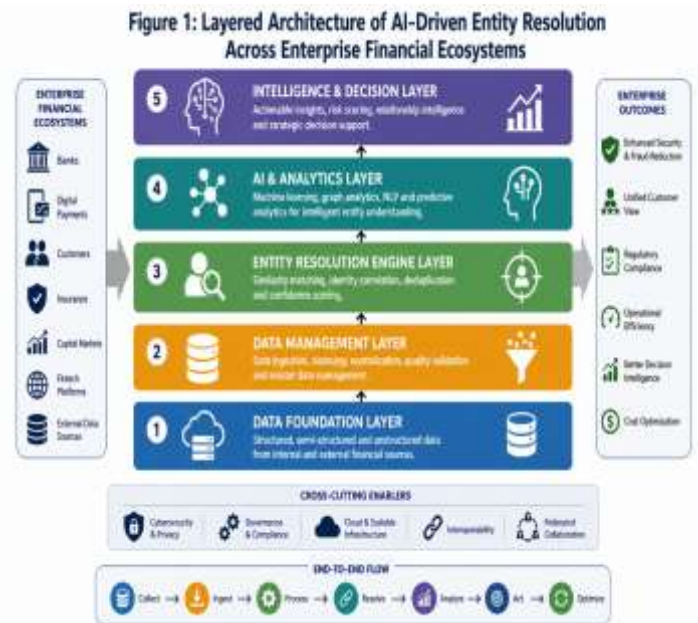 Figure 1: Layered Architecture of AI-Driven Entity Resolution
Across Enterprise Financial Ecosystems
ENTERPRISE
FINANCIAL
ECOSYSTEMS
Banks
Digital
Payments
Customers
Insurance
Capital Markets
Fintech
Platforms
External Data
Sources
5
INTELLIGENCE & DECISION LAYER
Actionable insights, risk scoring, relationship intelligence
and strategic decision support.
4
AI & ANALYTICS LAYER
Machine learning, graph analytics, NLP and predictive
analytics for intelligent entity understanding.
3
ENTITY RESOLUTION ENGINE LAYER
Similarity matching, identity correlation, deduplication
and confidence scoring.
2
DATA MANAGEMENT LAYER
Data ingestion, cleansing, normalization, quality validation
and master data management.
1
DATA FOUNDATION LAYER
Structured, semi-structured and unstructured data
from internal and external financial sources.
ENTERPRISE
OUTCOMES
Enhanced Security
& Fraud Reduction
Unified Customer
View
Regulatory
Compliance
Operational
Efficiency
Better Decision
Intelligence
Cost Optimization
CROSS-CUTTING ENABLERS
Cybersecurity
& Privacy
Governance
& Compliance
Cloud & Scalable
Infrastructure
Interoperability
Federated
Collaboration
END-TO-END FLOW
Collect → Ingest → Process → Resolve → Analyze → Act → Optimize